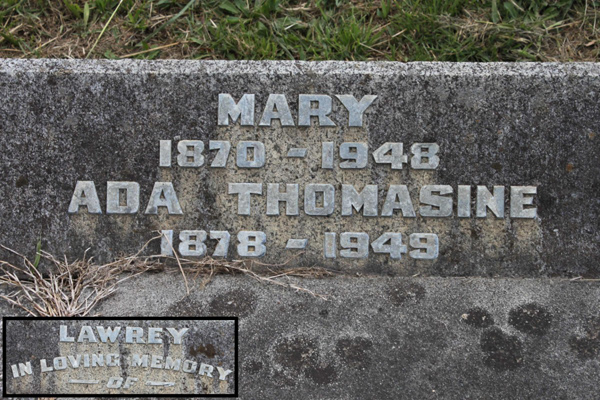 MARY
1870 - 1948
ADA THOMASINE
1878 - 1949
LAWREY
IN LOVING MEMORY
OF